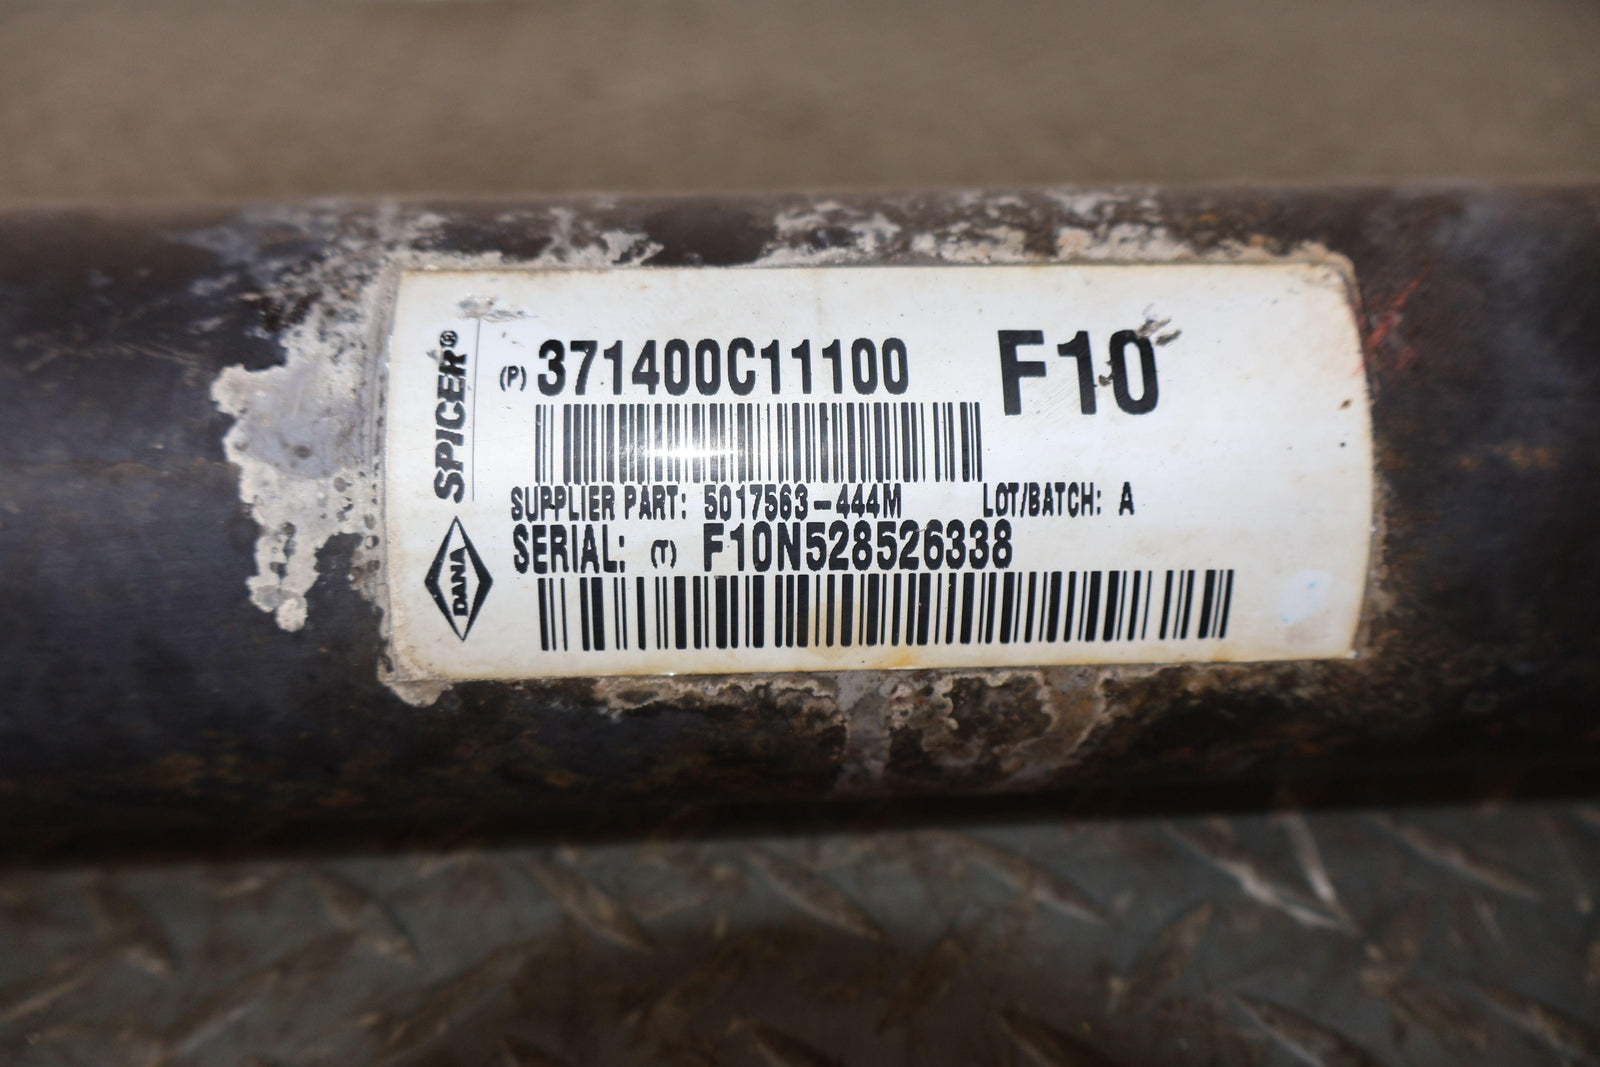 SPICER®
DANA
(P) 371400C11100
F10
SUPPLIER PART: 5017563-444M LOT/BATCH: A
SERIAL: (T) F10N528526338